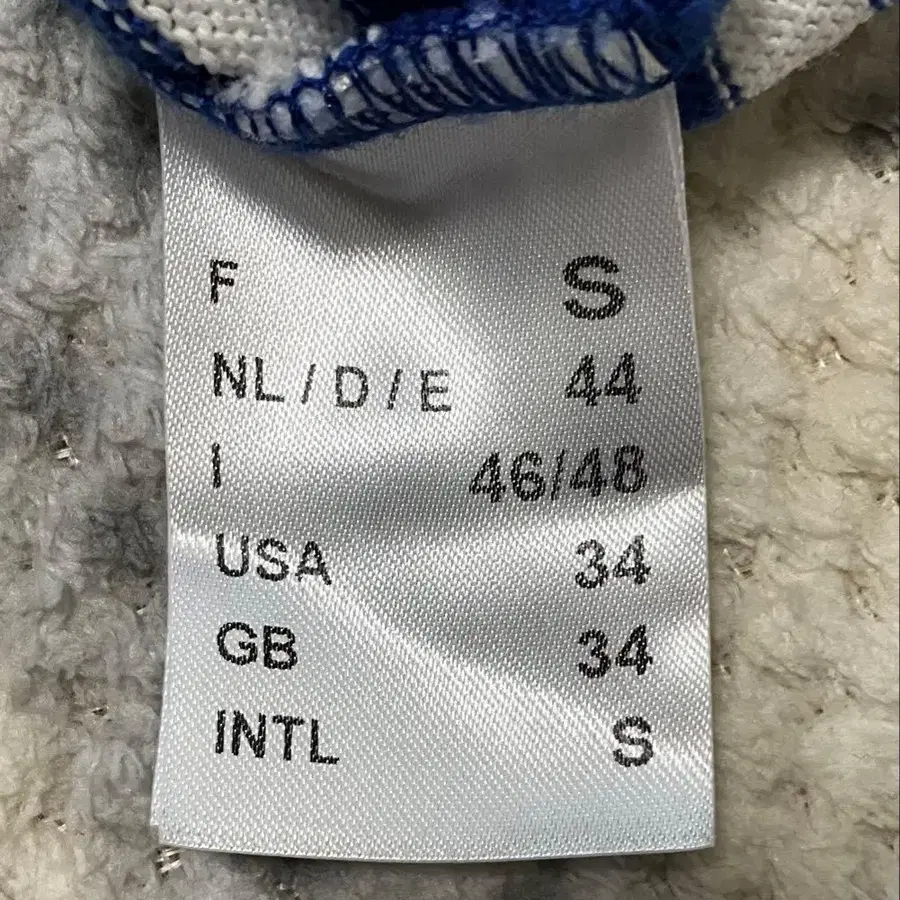 F S
NL / D / E 44
I 46/48
USA 34
GB 34
INTL S